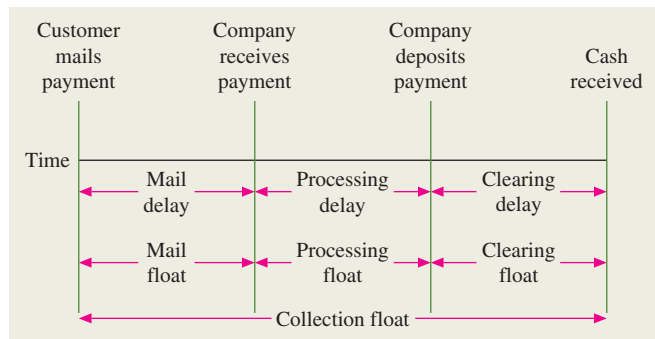 Customer
mails
payment
Company
receives
payment
Company
deposits
payment
Cash
received
Time
Mail
delay
Processing
delay
Clearing
delay
Mail
float
Processing
float
Clearing
float
Collection float